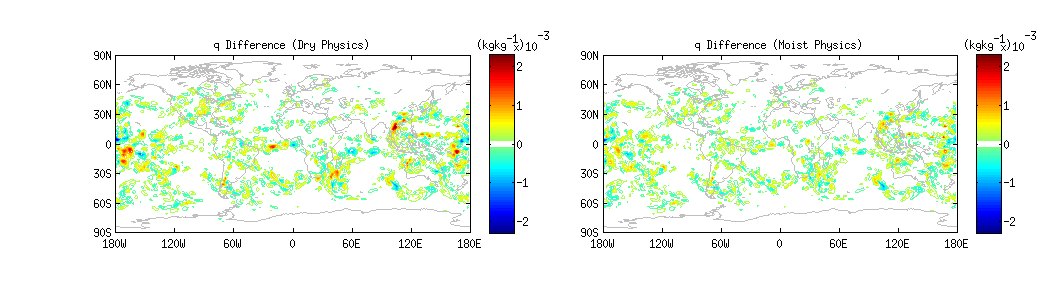 q Difference (Dry Physics)
(kgkg⁻¹ x)10⁻³
90N
60N
30N
0
30S
60S
90S
180W 120W 60W 0 60E 120E 180E
2
1
0
−1
−2
q Difference (Moist Physics)
(kgkg⁻¹ x)10⁻³
90N
60N
30N
0
30S
60S
90S
180W 120W 60W 0 60E 120E 180E
2
1
0
−1
−2